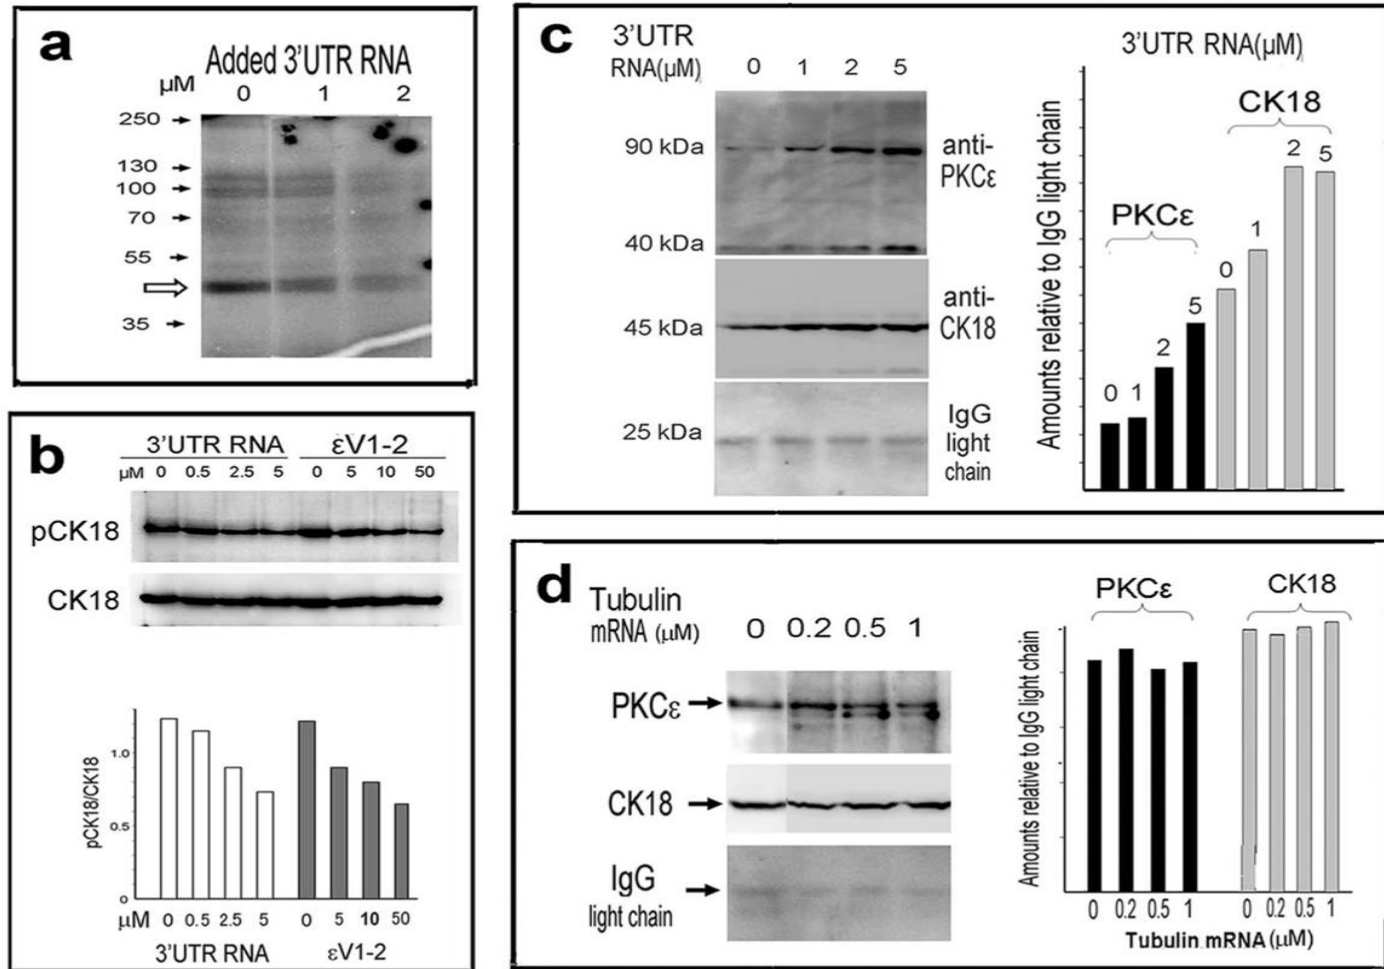 a
Added 3'UTR RNA
µM 0 1 2
250
130
100
70
55
35
b
3'UTR RNA εV1-2
µM 0 0.5 2.5 5 0 5 10 50
pCK18
CK18
pCK18/CK18
1.0
0.5
0
µM 0 0.5 2.5 5 0 5 10 50
3'UTR RNA εV1-2
c
3'UTR
RNA(µM) 0 1 2 5
90 kDa
40 kDa
45 kDa
25 kDa
anti-
PKCε
anti-
CK18
IgG
light
chain
3'UTR RNA(µM)
Amounts relative to IgG light chain
PKCε
0 1 2 5
CK18
0 1 2 5
d
Tubulin
mRNA (µM) 0 0.2 0.5 1
PKCε
CK18
IgG
light chain
Amounts relative to IgG light chain
PKCε CK18
0 0.2 0.5 1 0 0.2 0.5 1
Tubulin mRNA (µM)